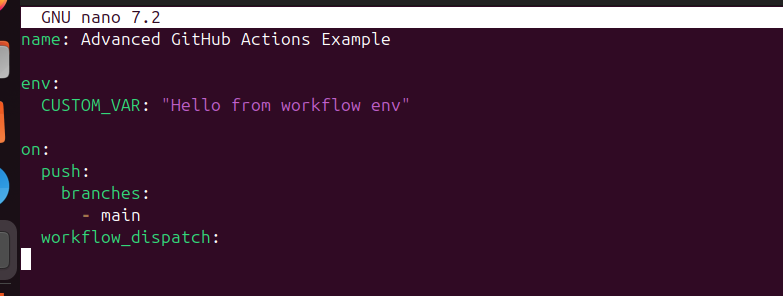 GNU nano 7.2
name: Advanced GitHub Actions Example
env:
CUSTOM_VAR: "Hello from workflow env"
on:
push:
branches:
- main
workflow_dispatch: